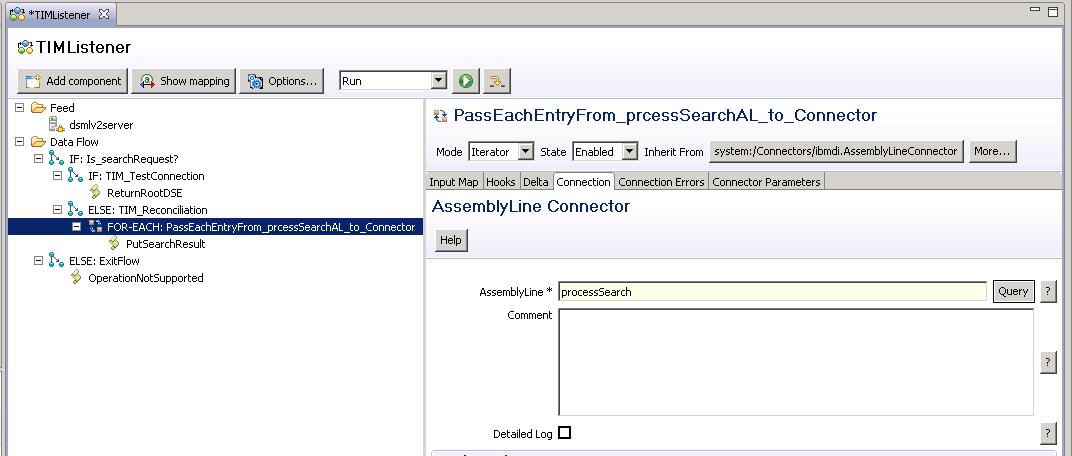 *TIMListener
TIMListener
Add component Show mapping Options... Run
Feed
dsmlv2server
Data Flow
IF: Is_searchRequest?
IF: TIM_TestConnection
ReturnRootDSE
ELSE: TIM_Reconciliation
FOR-EACH: PassEachEntryFrom_prcessSearchAL_to_Connector
PutSearchResult
ELSE: ExitFlow
OperationNotSupported
PassEachEntryFrom_prcessSearchAL_to_Connector
Mode Iterator State Enabled Inherit From system:/Connectors/ibmdi.AssemblyLineConnector More...
Input Map Hooks Delta Connection Connection Errors Connector Parameters
AssemblyLine Connector
Help
AssemblyLine * processSearch Query ?
Comment
?
Detailed Log ?